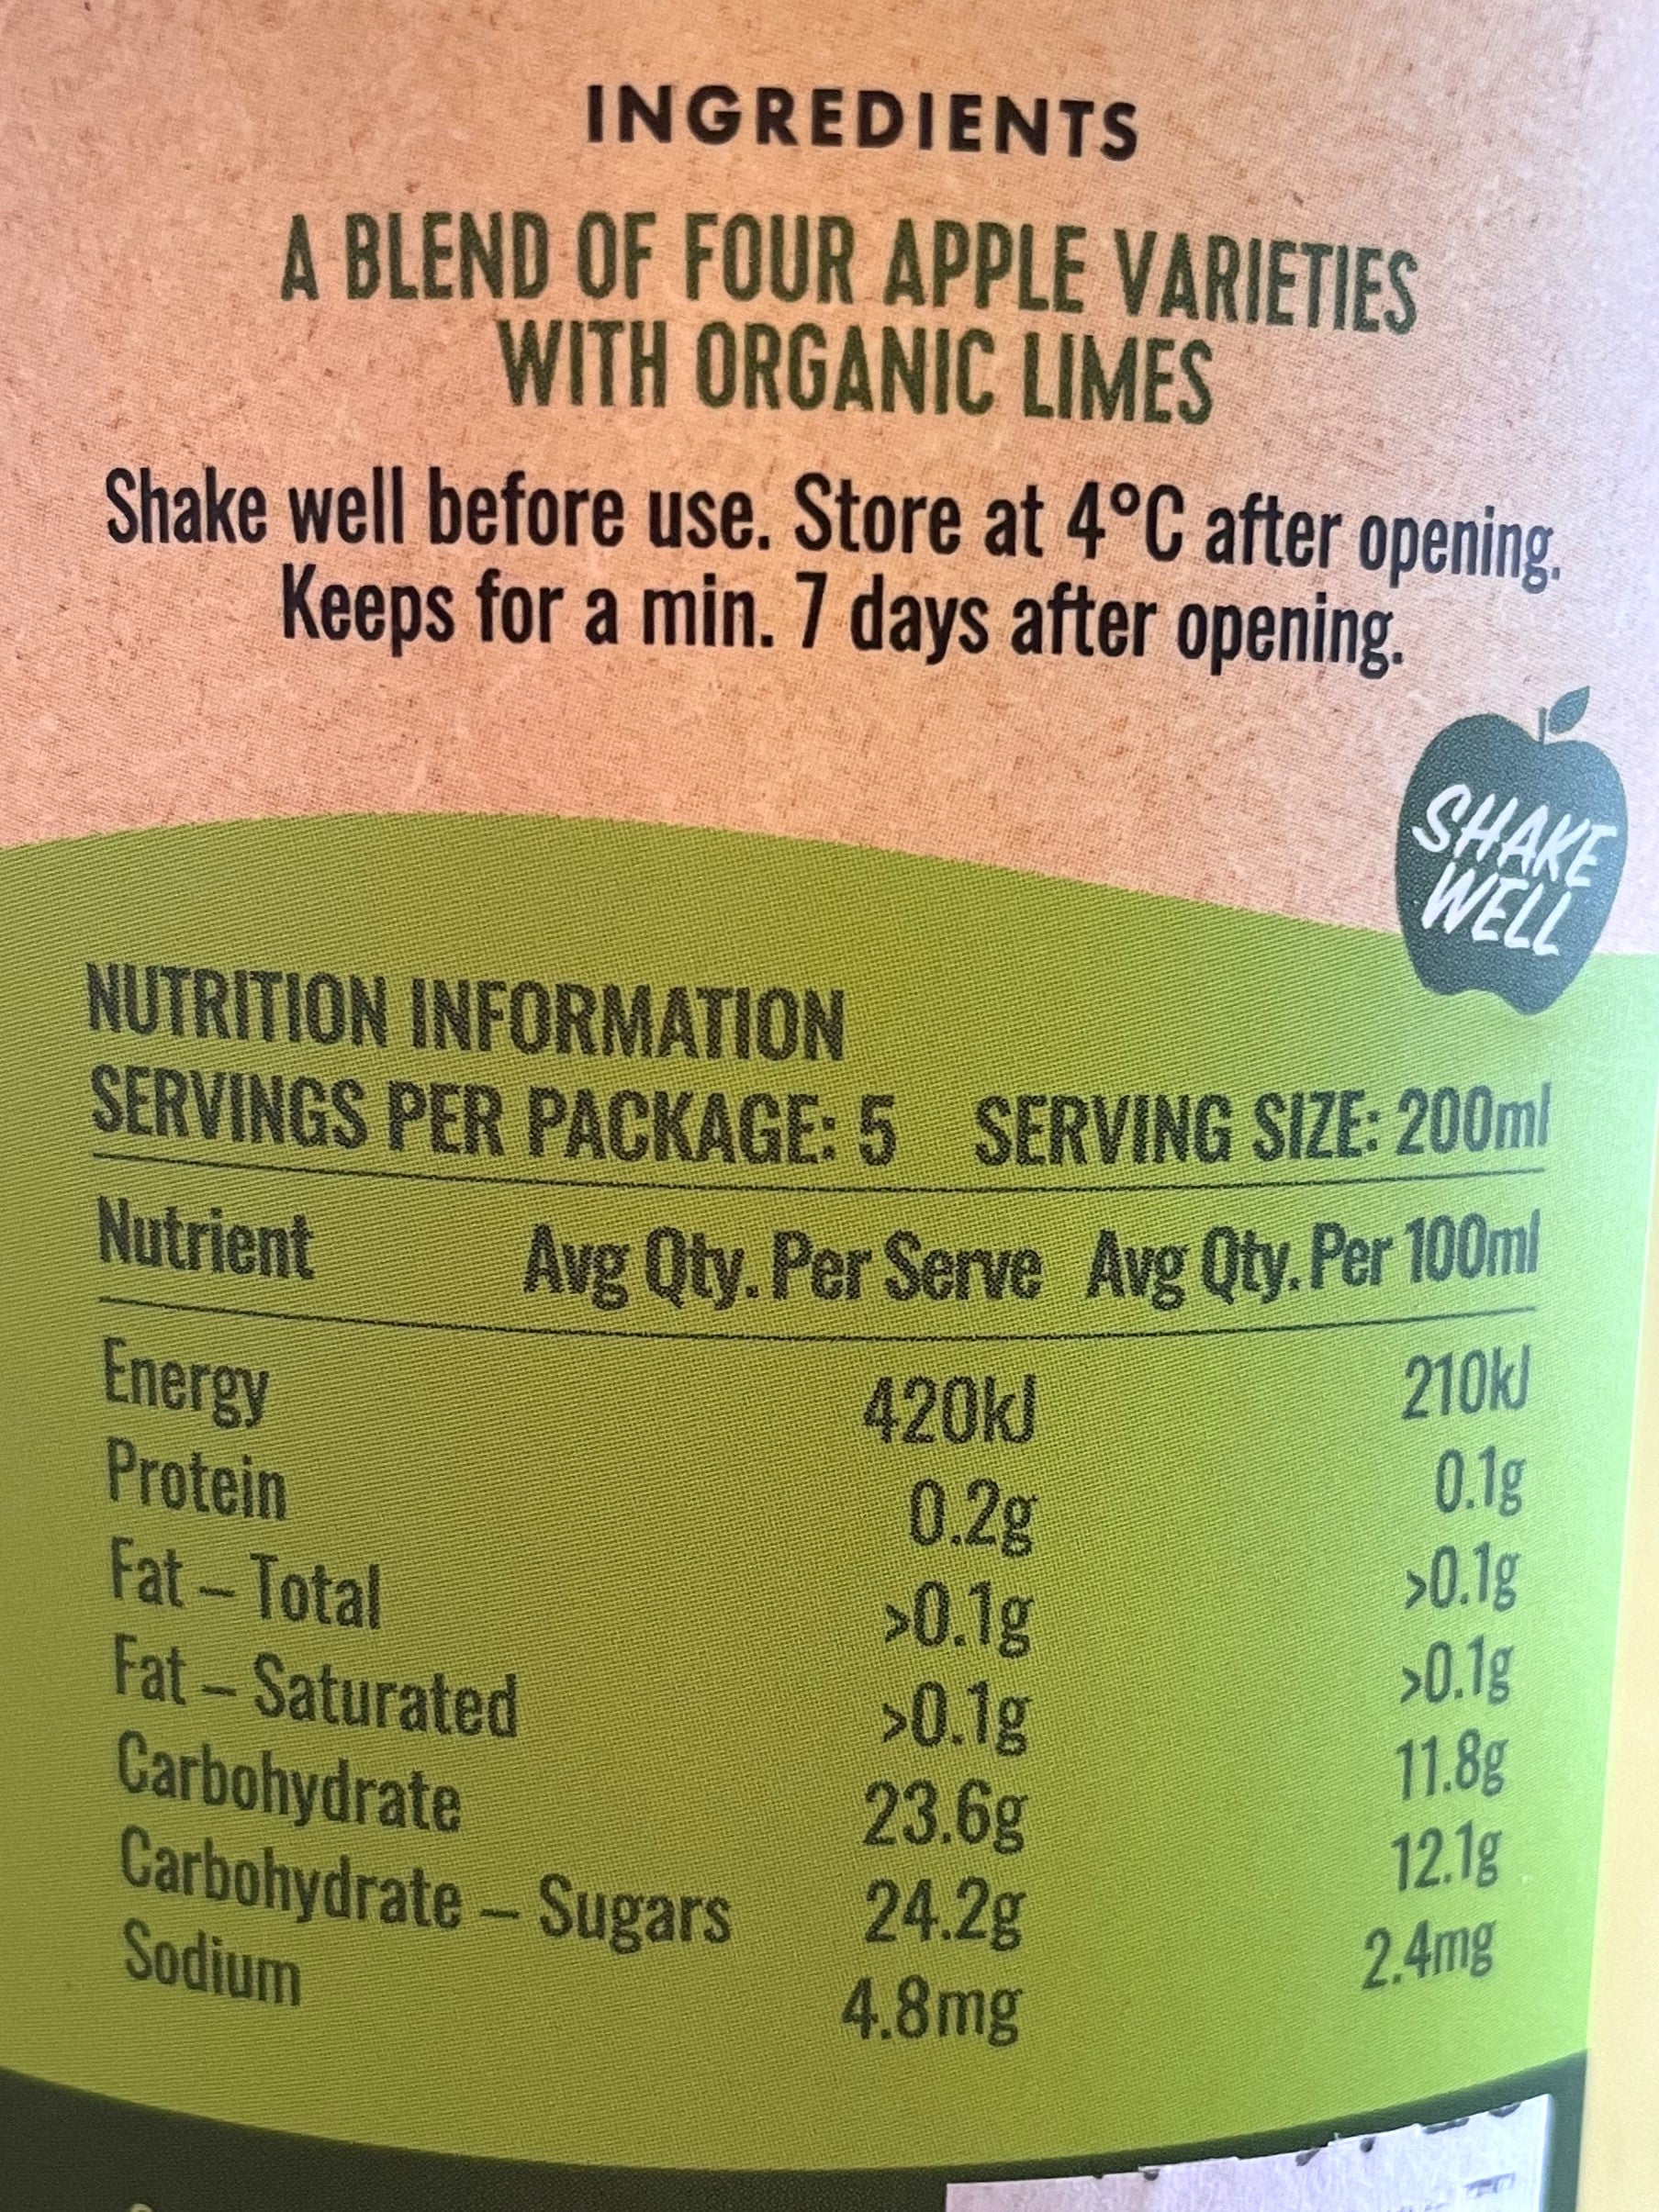 INGREDIENTS
A BLEND OF FOUR APPLE VARIETIES
WITH ORGANIC LIMES
Shake well before use. Store at 4°C after opening.
Keeps for a min. 7 days after opening.
SHAKE
WELL
NUTRITION INFORMATION
SERVINGS PER PACKAGE: 5 SERVING SIZE: 200ml
Nutrient Avg Qty. Per Serve Avg Qty. Per 100ml
Energy 420kJ 210kJ
Protein 0.2g 0.1g
Fat – Total >0.1g >0.1g
Fat – Saturated >0.1g >0.1g
Carbohydrate 23.6g 11.8g
Carbohydrate – Sugars 24.2g 12.1g
Sodium 4.8mg 2.4mg